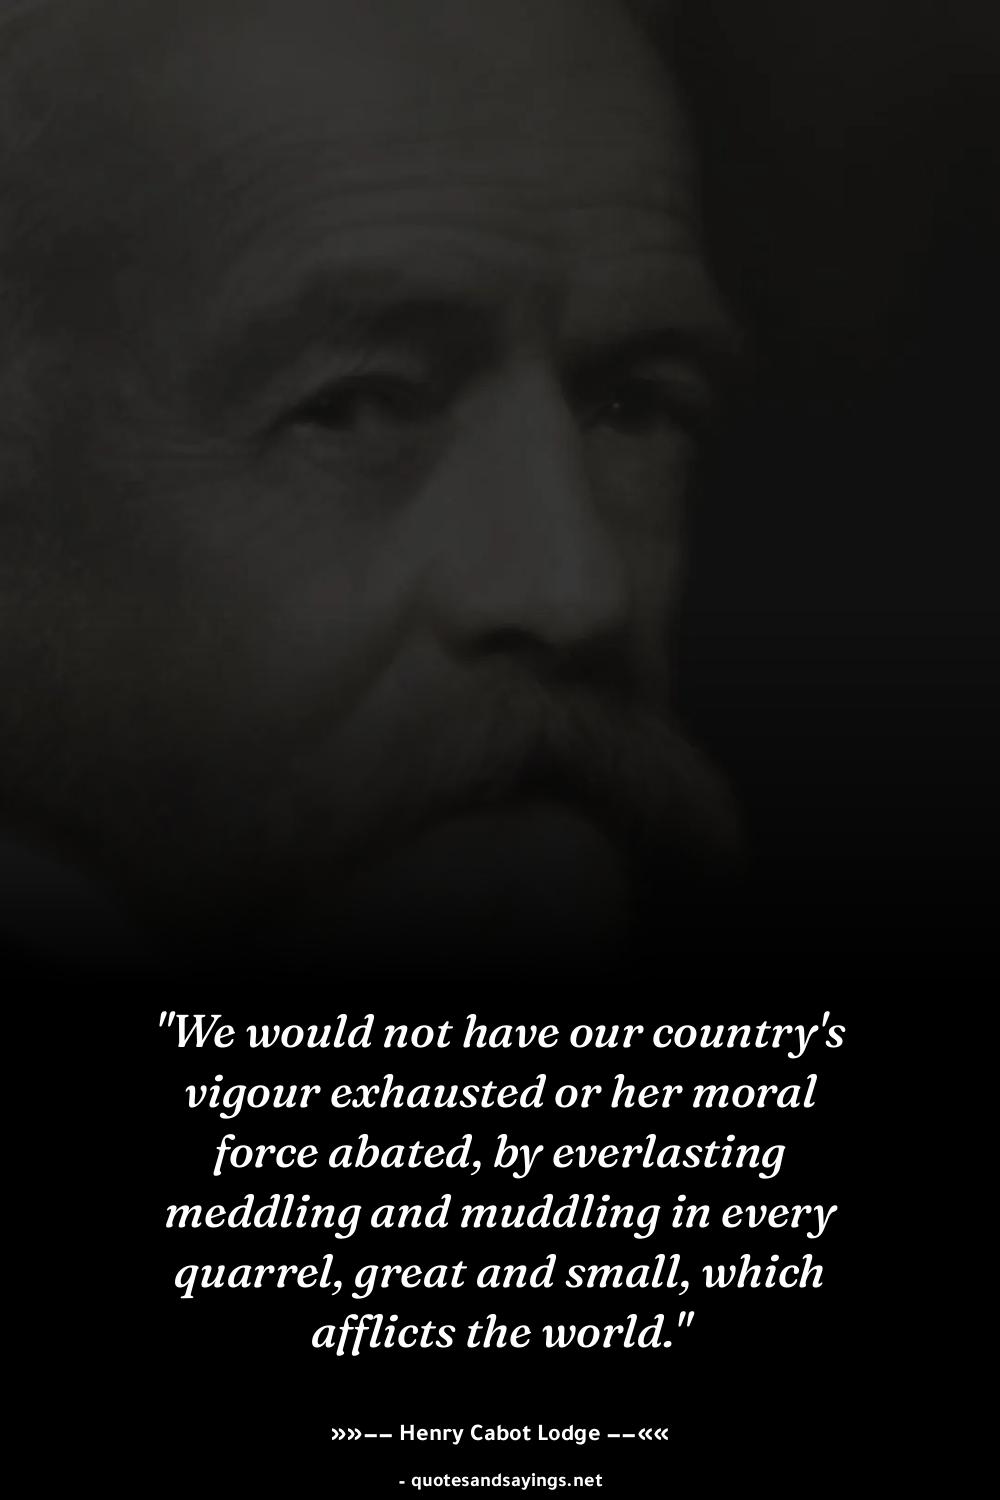 "We would not have our country's
vigour exhausted or her moral
force abated, by everlasting
meddling and muddling in every
quarrel, great and small, which
afflicts the world."
»»–– Henry Cabot Lodge ––««
- quotesandsayings.net